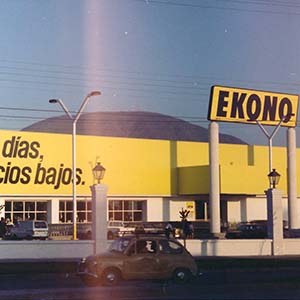 días,
cios bajos.
EKONO